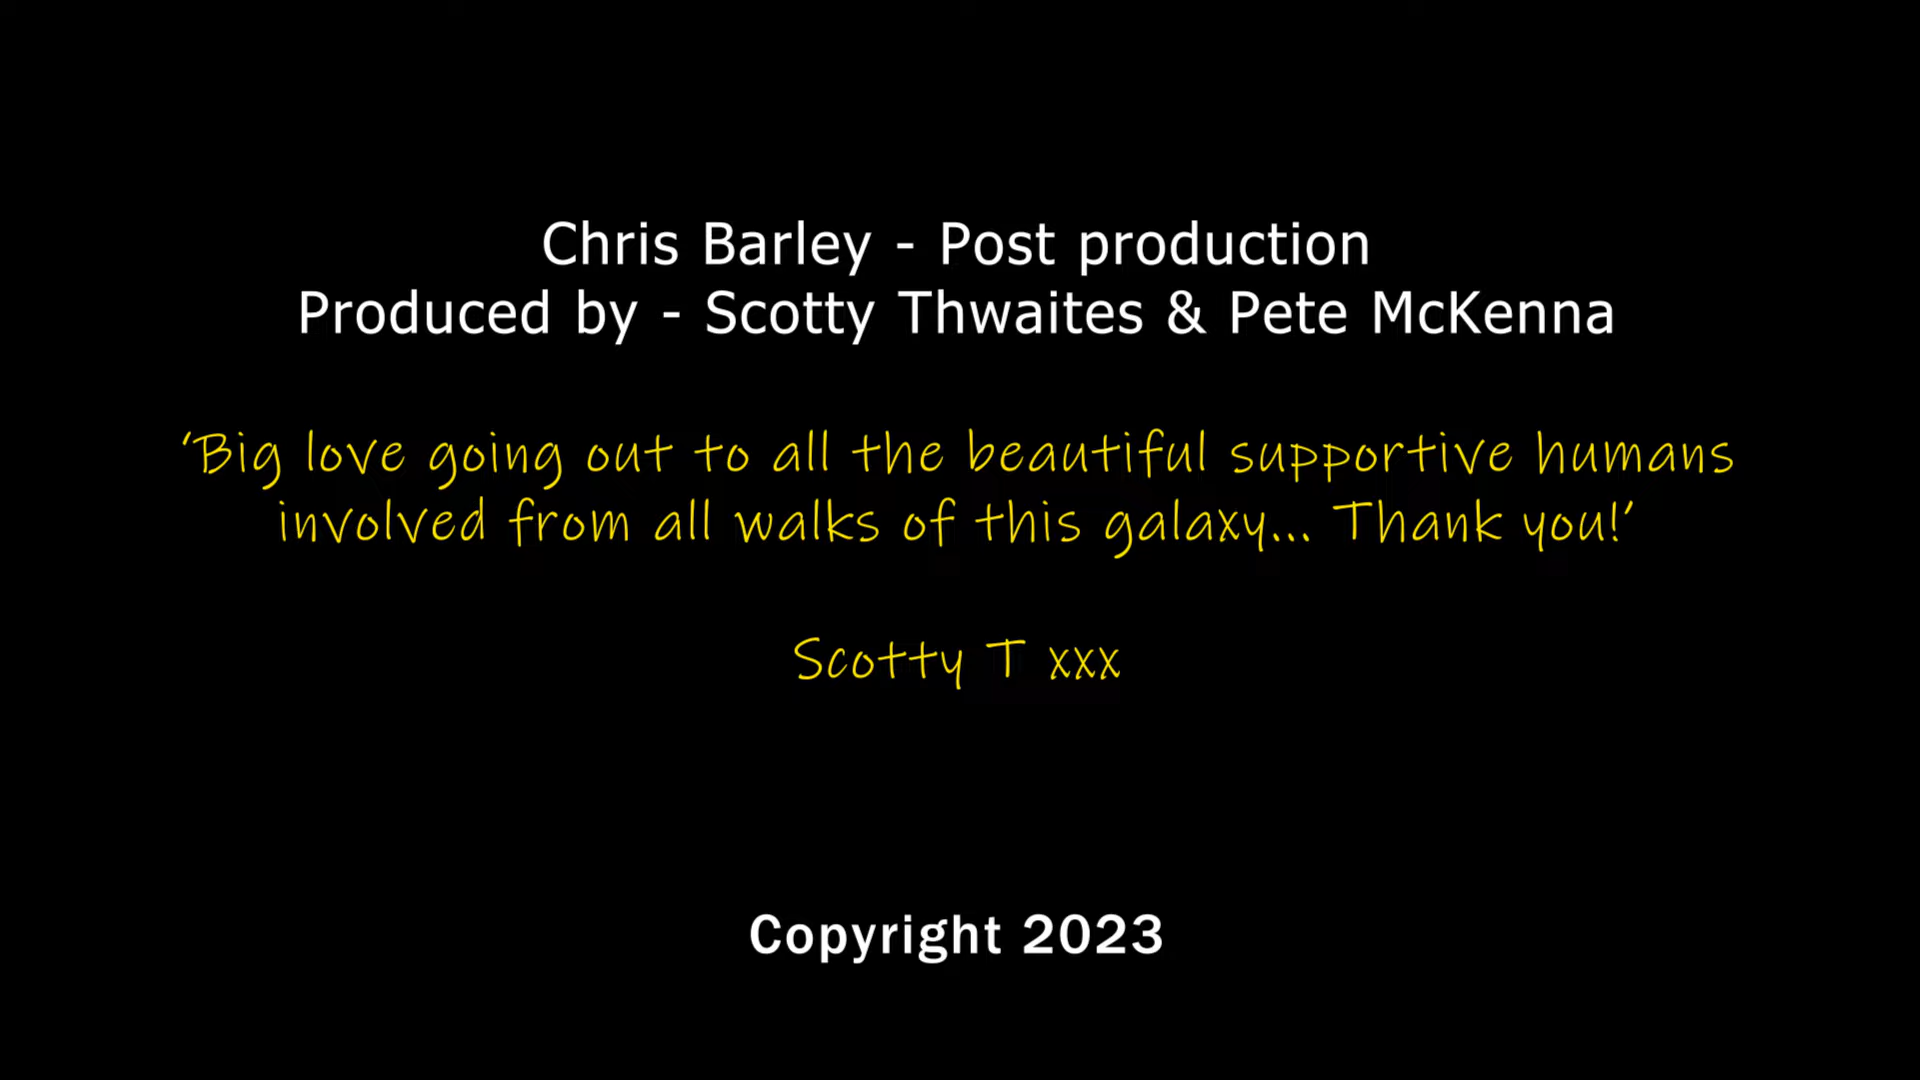 Chris Barley - Post production
Produced by - Scotty Thwaites & Pete McKenna
‘Big love going out to all the beautiful supportive humans
involved from all walks of this galaxy... Thank you!’
Scotty T xxx
Copyright 2023